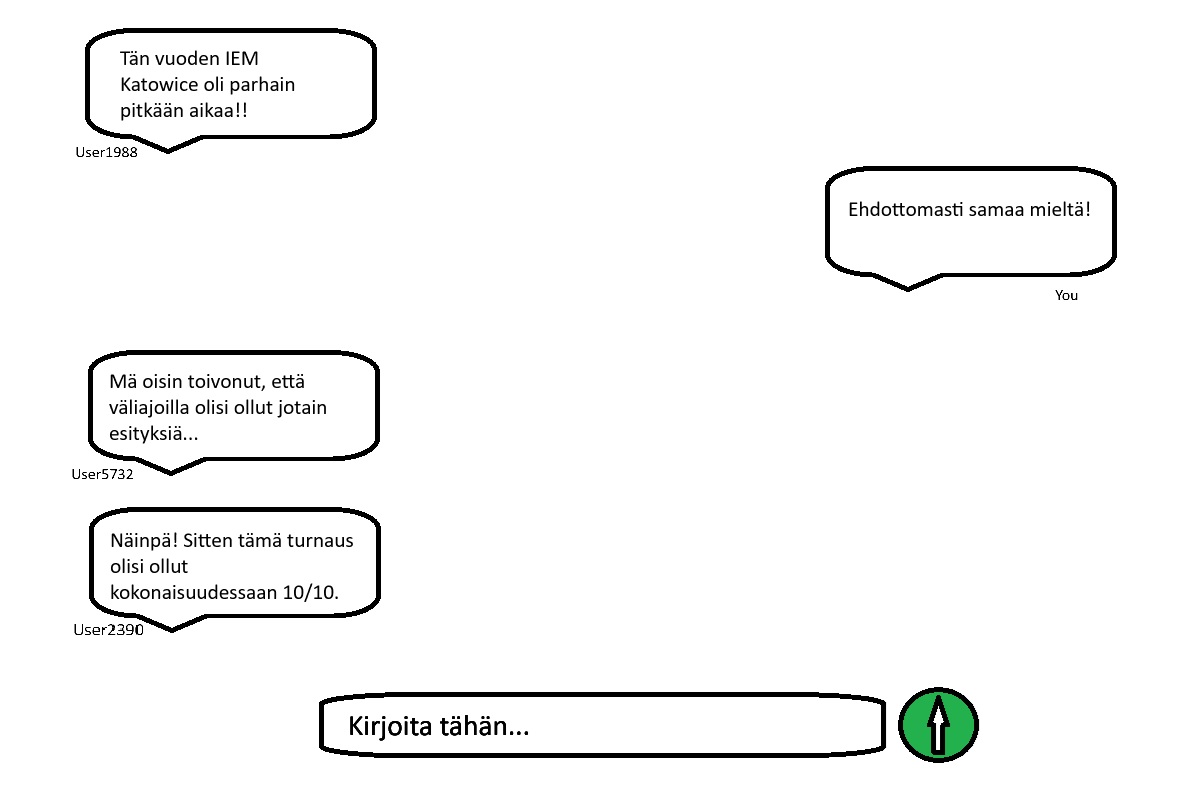 Tän vuoden IEM
Katowice oli parhain
pitkään aikaa!!
User1988
Ehdottomasti samaa mieltä!
You
Mä oisin toivonut, että
väliajoilla olisi ollut jotain
esityksiä...
User5732
Näinpä! Sitten tämä turnaus
olisi ollut
kokonaisuudessaan 10/10.
User2390
Kirjoita tähän...